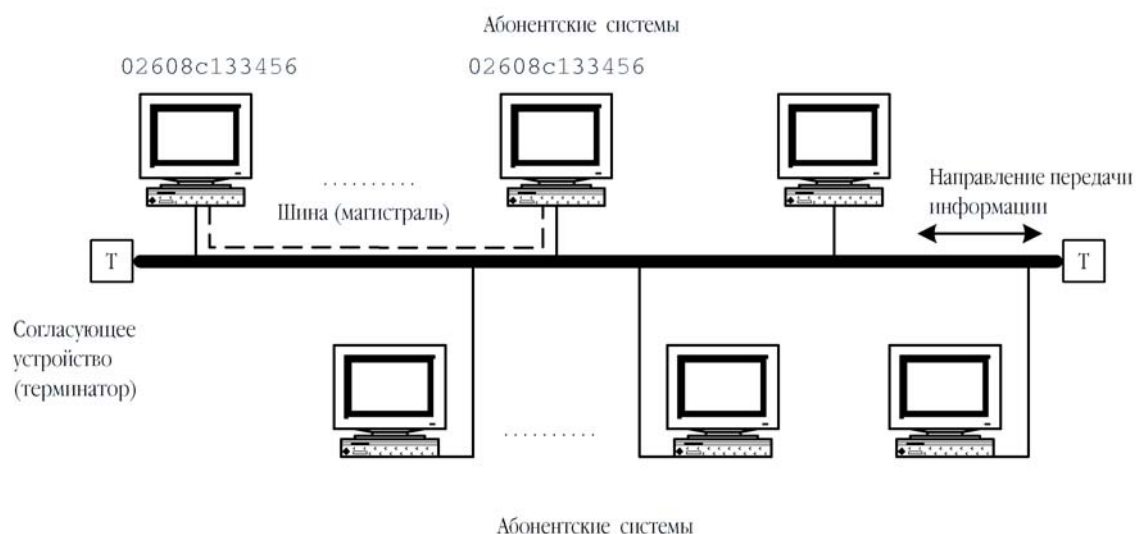 Абонентские системы
02608c133456 02608c133456
Направление передачи
информации
Шина (магистраль)
T T
Согласующее
устройство
(терминатор)
Абонентские системы